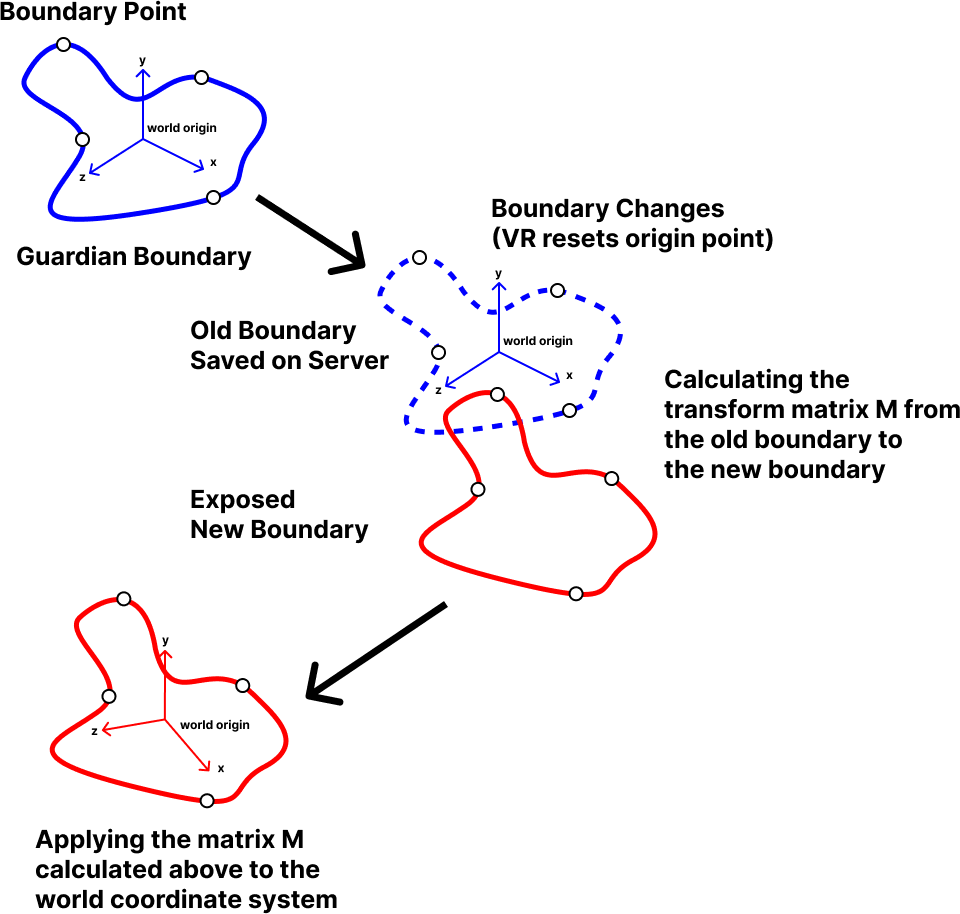 Boundary Point
y
world origin
x
z
Guardian Boundary
Boundary Changes
(VR resets origin point)
y
Old Boundary
Saved on Server
world origin
x
z
Calculating the
transform matrix M from
the old boundary to
the new boundary
Exposed
New Boundary
y
world origin
z
x
Applying the matrix M
calculated above to the
world coordinate system